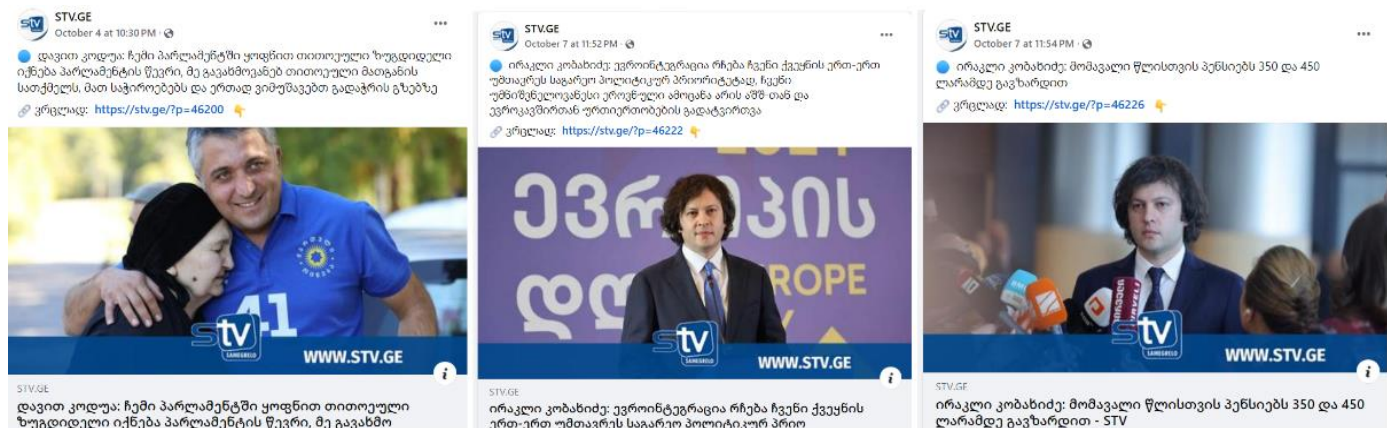 STV.GE
October 4 at 10:30 PM
დავით კოდუა: ჩემი პარლამენტში ყოფნით თითოეული ზუგდიდელი
იქნება პარლამენტის წევრი, მე გავახმოვანებ თითოეული მათგანის
სათქმელს, მათ საჭიროებებს და ერთად ვიმუშავებთ გადაჭრის გზებზე
ვრცლად: https://stv.ge/?p=46200
41
stv
SAMEGRELO
WWW.STV.GE
STV.GE
დავით კოდუა: ჩემი პარლამენტში ყოფნით თითოეული
ზუგდიდელი იქნება პარლამენტის წევრი, მე გავახმო
STV.GE
October 7 at 11:52 PM
ირაკლი კობახიძე: ევროინტეგრაცია რჩება ჩვენი ქვეყნის ერთ-ერთ
უმთავრეს საგარეო პოლიტიკურ პრიორიტეტად, ჩვენი
უმნიშვნელოვანესი ეროვნული ამოცანა არის აშშ-თან და
ევროკავშირთან ურთიერთობების გადატვირთვა
ვრცლად: https://stv.ge/?p=46222
stv
SAMEGRELO
WWW.STV.GE
STV.GE
ირაკლი კობახიძე: ევროინტეგრაცია რჩება ჩვენი ქვეყნის
ერთ-ერთ უმთავრეს საგარეო პოლიტიკურ პრიო
STV.GE
October 7 at 11:54 PM
ირაკლი კობახიძე: მომავალი წლისთვის პენსიებს 350 და 450
ლარამდე გავზარდით
ვრცლად: https://stv.ge/?p=46226
stv
SAMEGRELO
WWW.STV.GE
STV.GE
ირაკლი კობახიძე: მომავალი წლისთვის პენსიებს 350 და 450
ლარამდე გავზარდით - STV